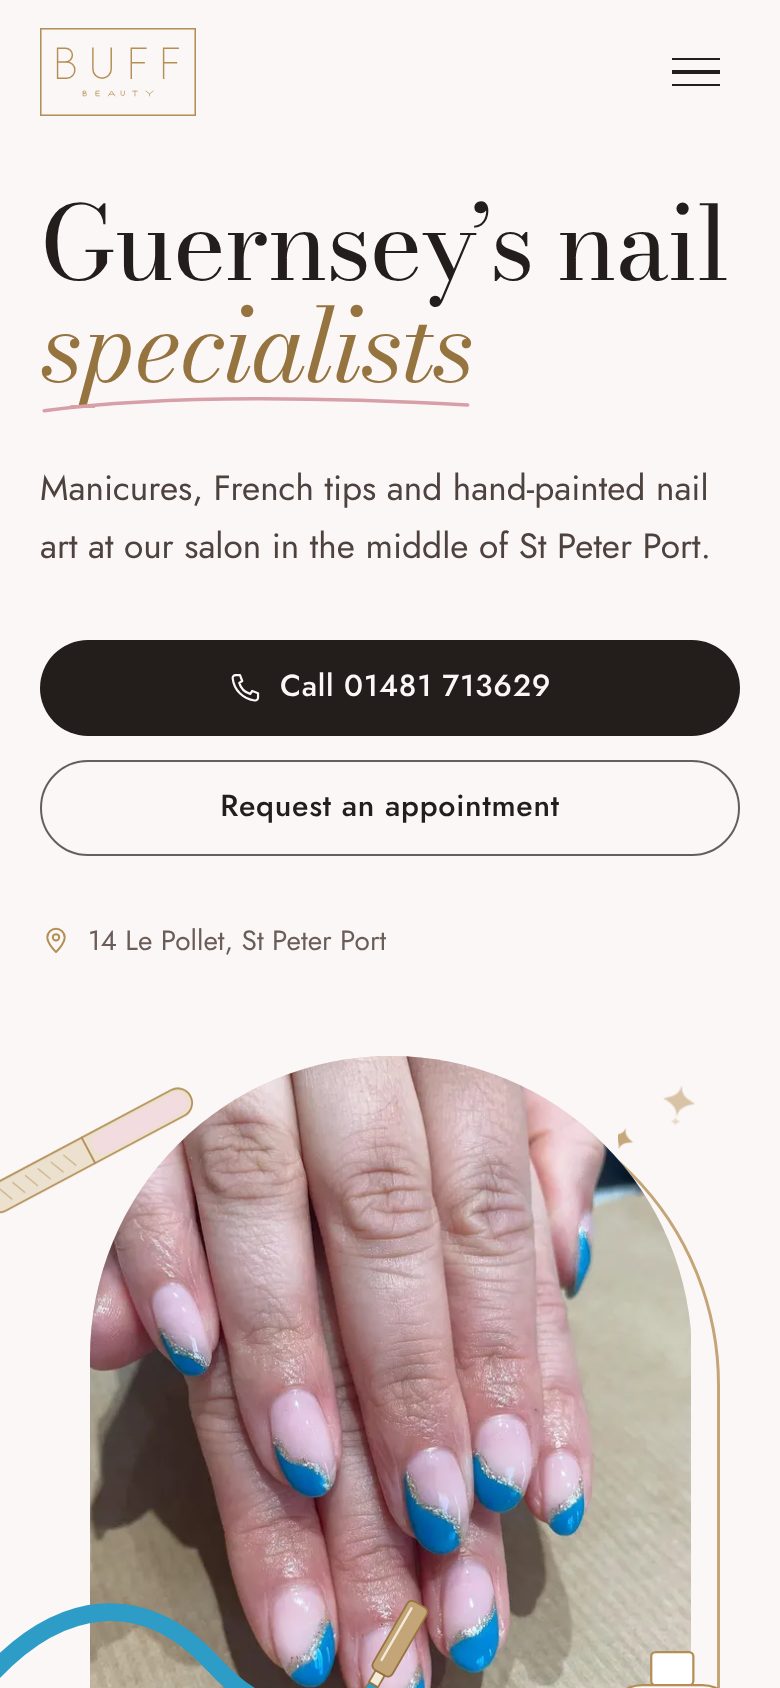 BUFF
BEAUTY
Guernsey’s nail
specialists
Manicures, French tips and hand-painted nail
art at our salon in the middle of St Peter Port.
Call 01481 713629
Request an appointment
14 Le Pollet, St Peter Port